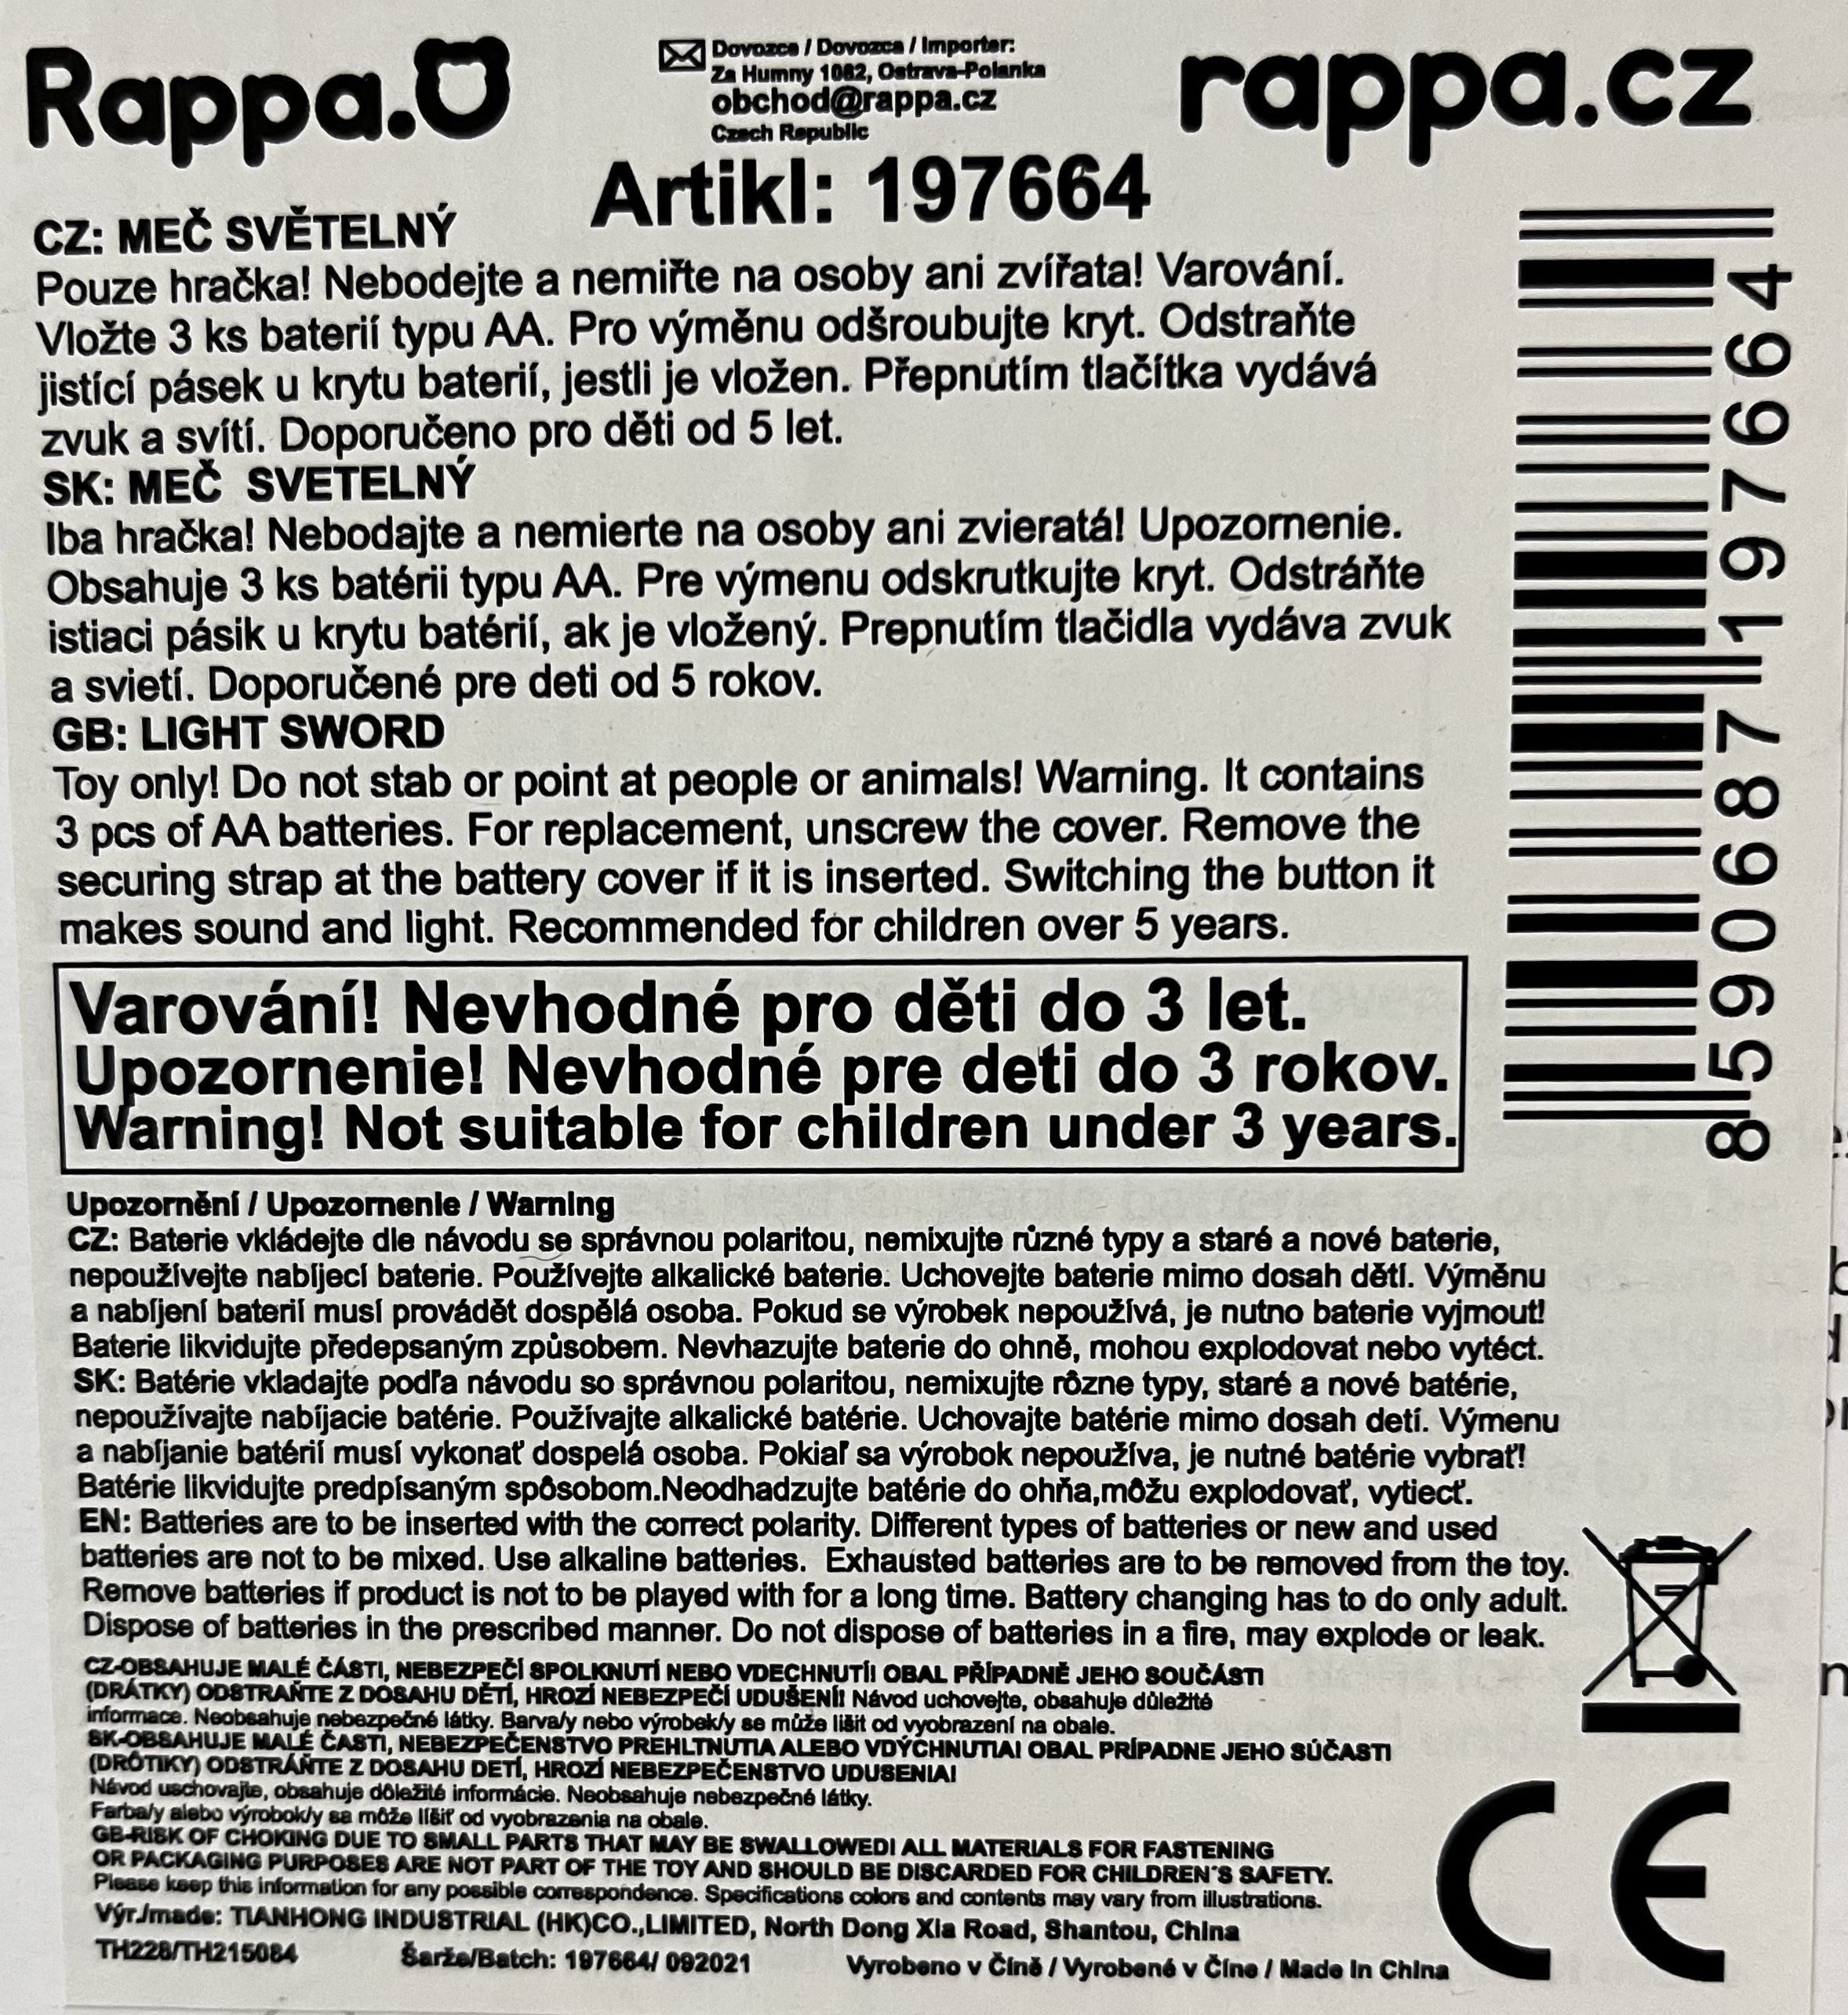 Rappa.
Dovozce / Dovozca / Importer:
Za Humny 1082, Ostrava-Polanka
obchod@rappa.cz
Czech Republic
rappa.cz
Artikl: 197664
CZ: MEČ SVĚTELNÝ
Pouze hračka! Nebodejte a nemiřte na osoby ani zvířata! Varování.
Vložte 3 ks baterií typu AA. Pro výměnu odšroubujte kryt. Odstraňte
jistící pásek u krytu baterií, jestli je vložen. Přepnutím tlačítka vydává
zvuk a svítí. Doporučeno pro děti od 5 let.
SK: MEČ SVETELNÝ
Iba hračka! Nebodajte a nemierte na osoby ani zvieratá! Upozornenie.
Obsahuje 3 ks batérii typu AA. Pre výmenu odskrutkujte kryt. Odstráňte
istiaci pásik u krytu batérií, ak je vložený. Prepnutím tlačidla vydáva zvuk
a svietí. Doporučené pre deti od 5 rokov.
GB: LIGHT SWORD
Toy only! Do not stab or point at people or animals! Warning. It contains
3 pcs of AA batteries. For replacement, unscrew the cover. Remove the
securing strap at the battery cover if it is inserted. Switching the button it
makes sound and light. Recommended for children over 5 years.
8 590687 197664
Varování! Nevhodné pro děti do 3 let.
Upozornenie! Nevhodné pre deti do 3 rokov.
Warning! Not suitable for children under 3 years.
Upozornění / Upozornenie / Warning
CZ: Baterie vkládejte dle návodu se správnou polaritou, nemixujte různé typy a staré a nové baterie,
nepoužívejte nabíjecí baterie. Používejte alkalické baterie. Uchovejte baterie mimo dosah dětí. Výměnu
a nabíjení baterií musí provádět dospělá osoba. Pokud se výrobek nepoužívá, je nutno baterie vyjmout!
Baterie likvidujte předepsaným způsobem. Nevhazujte baterie do ohně, mohou explodovat nebo vytéct.
SK: Batérie vkladajte podľa návodu so správnou polaritou, nemixujte rôzne typy, staré a nové batérie,
nepoužívajte nabíjacie batérie. Používajte alkalické batérie. Uchovajte batérie mimo dosah detí. Výmenu
a nabíjanie batérií musí vykonať dospelá osoba. Pokiaľ sa výrobok nepoužíva, je nutné batérie vybrať!
Batérie likvidujte predpísaným spôsobom.Neodhadzujte batérie do ohňa,môžu explodovať, vytiecť.
EN: Batteries are to be inserted with the correct polarity. Different types of batteries or new and used
batteries are not to be mixed. Use alkaline batteries. Exhausted batteries are to be removed from the toy.
Remove batteries if product is not to be played with for a long time. Battery changing has to do only adult.
Dispose of batteries in the prescribed manner. Do not dispose of batteries in a fire, may explode or leak.
CZ-OBSAHUJE MALÉ ČÁSTI, NEBEZPEČÍ SPOLKNUTÍ NEBO VDECHNUTÍ! OBAL PŘÍPADNĚ JEHO SOUČÁSTI
(DRÁTKY) ODSTRAŇTE Z DOSAHU DĚTÍ, HROZÍ NEBEZPEČÍ UDUŠENÍ! Návod uchovejte, obsahuje důležité
informace. Neobsahuje nebezpečné látky. Barva/y nebo výrobek/y se může lišit od vyobrazení na obale.
SK-OBSAHUJE MALÉ ČASTI, NEBEZPEČENSTVO PREHLTNUTIA ALEBO VDÝCHNUTIA! OBAL PRÍPADNE JEHO SÚČASTI
(DRÔTIKY) ODSTRÁŇTE Z DOSAHU DETÍ, HROZÍ NEBEZPEČENSTVO UDUSENIA!
Návod uschovajte, obsahuje dôležité informácie. Neobsahuje nebezpečné látky.
Farba/y alebo výrobok/y sa môže líšiť od vyobrazenia na obale.
GB-RISK OF CHOKING DUE TO SMALL PARTS THAT MAY BE SWALLOWED! ALL MATERIALS FOR FASTENING
OR PACKAGING PURPOSES ARE NOT PART OF THE TOY AND SHOULD BE DISCARDED FOR CHILDREN´S SAFETY.
Please keep this information for any possible correspondence. Specifications colors and contents may vary from illustrations.
Výr./made: TIANHONG INDUSTRIAL (HK)CO.,LIMITED, North Dong Xia Road, Shantou, China
TH228/TH215084 Šarže/Batch: 197664/ 092021 Vyrobeno v Číně / Vyrobené v Číne / Made in China
CE